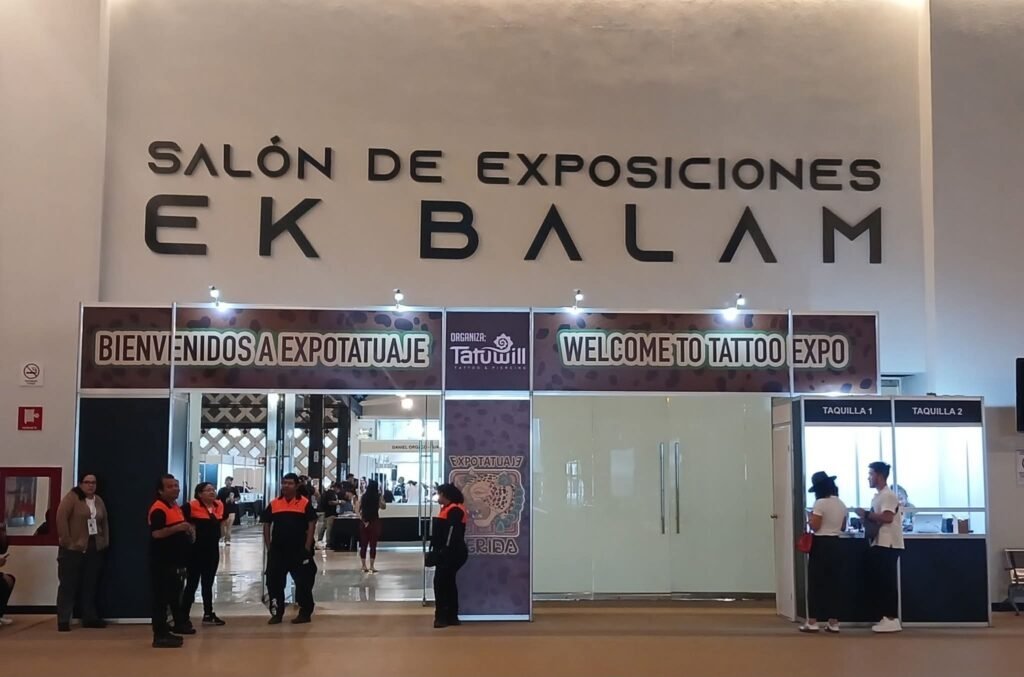 SALÓN DE EXPOSICIONES
EK BALAM
BIENVENIDOS A EXPOTATUAJE
ORGANIZA:
Tatuwill
TATTOO & PIERCING
WELCOME TO TATTOO EXPO
TAQUILLA 1
TAQUILLA 2
EXPOTATUAJE